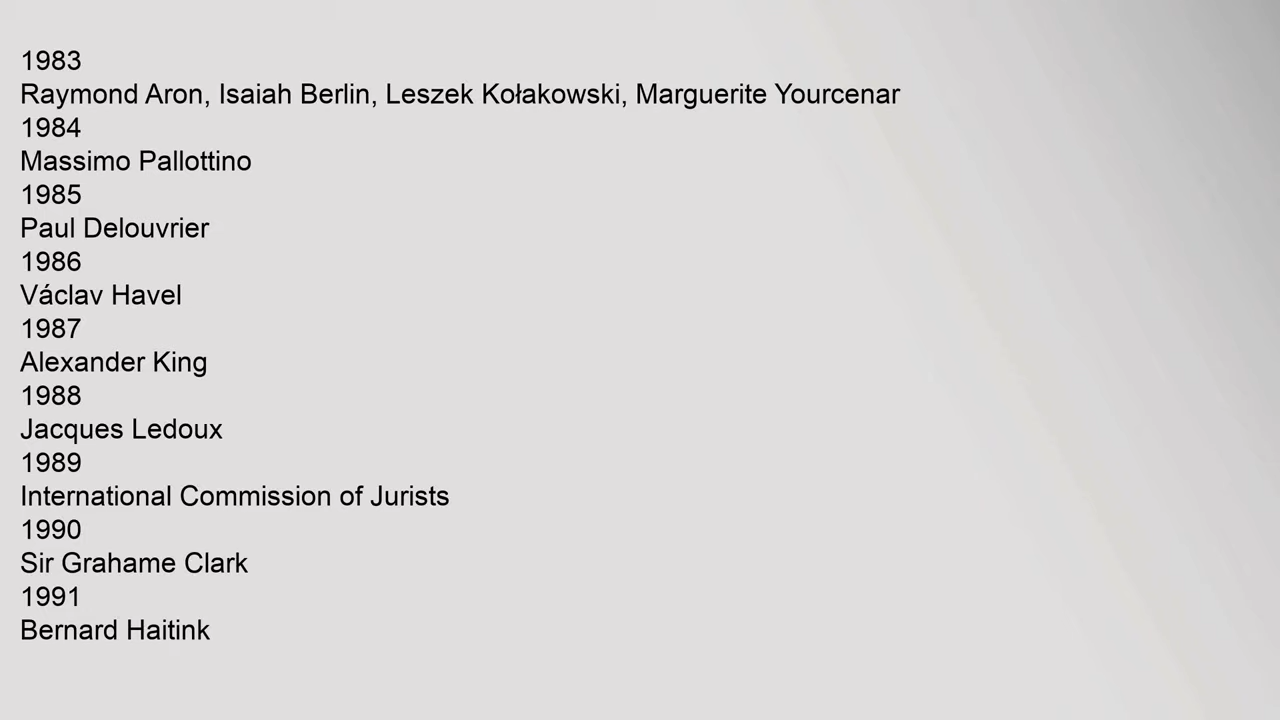 1983
Raymond Aron, Isaiah Berlin, Leszek Kołakowski, Marguerite Yourcenar
1984
Massimo Pallottino
1985
Paul Delouvrier
1986
Václav Havel
1987
Alexander King
1988
Jacques Ledoux
1989
International Commission of Jurists
1990
Sir Grahame Clark
1991
Bernard Haitink